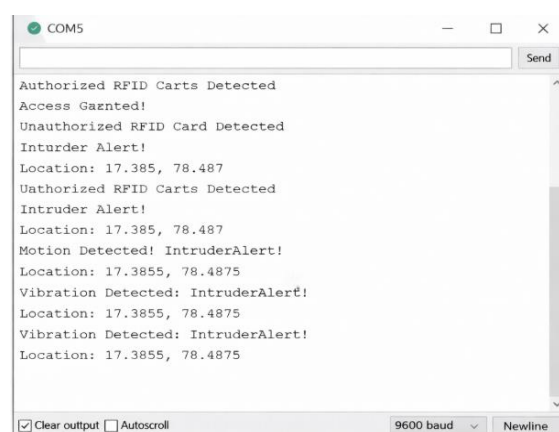 COM5
Send
Authorized RFID Carts Detected
Access Gaznted!
Unauthorized RFID Card Detected
Inturder Alert!
Location: 17.385, 78.487
Uathorized RFID Carts Detected
Intruder Alert!
Location: 17.385, 78.487
Motion Detected! IntruderAlert!
Location: 17.3855, 78.4875
Vibration Detected: IntruderAlert!
Location: 17.3855, 78.4875
Vibration Detected: IntruderAlert!
Location: 17.3855, 78.4875
Clear outtput Autoscroll 9600 baud Newline